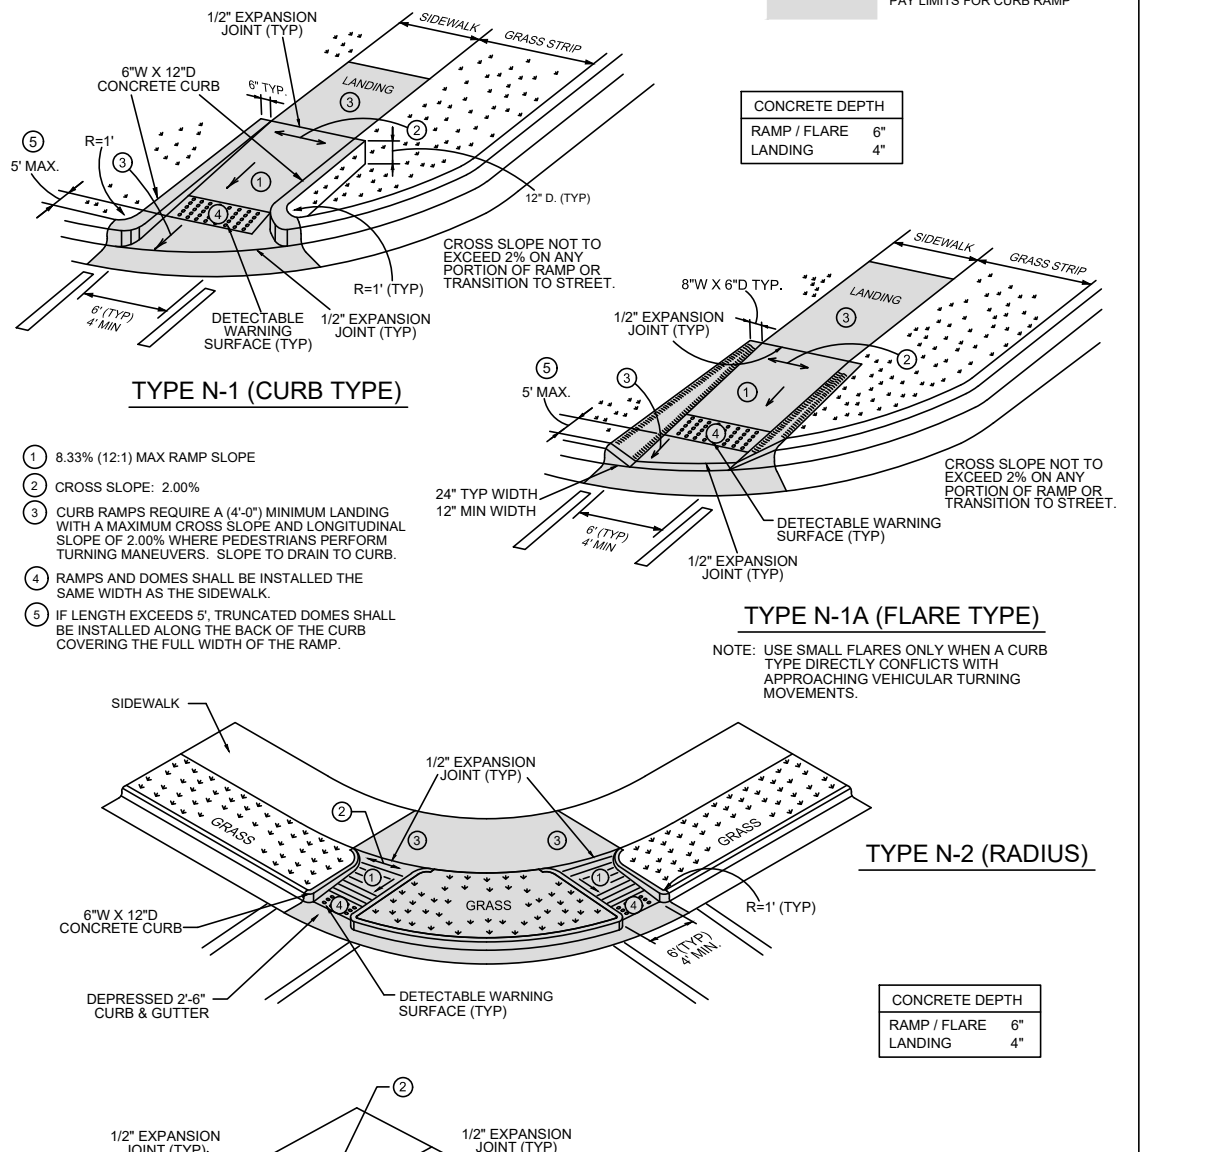 PAY LIMITS FOR CURB RAMP
1/2" EXPANSION
JOINT (TYP)
SIDEWALK
GRASS STRIP
6"W X 12"D
CONCRETE CURB
6" TYP.
LANDING
3
2
5
5' MAX.
R=1'
3
1
4
12" D. (TYP)
CROSS SLOPE NOT TO
EXCEED 2% ON ANY
PORTION OF RAMP OR
TRANSITION TO STREET.
R=1' (TYP)
6' (TYP)
4' MIN
DETECTABLE
WARNING
SURFACE (TYP)
1/2" EXPANSION
JOINT (TYP)
TYPE N-1 (CURB TYPE)
CONCRETE DEPTH
RAMP / FLARE 6"
LANDING 4"
SIDEWALK
GRASS STRIP
8"W X 6"D TYP.
LANDING
3
1/2" EXPANSION
JOINT (TYP)
2
5
5' MAX.
3
1
4
24" TYP WIDTH
12" MIN WIDTH
6' (TYP)
4' MIN
CROSS SLOPE NOT TO
EXCEED 2% ON ANY
PORTION OF RAMP OR
TRANSITION TO STREET.
DETECTABLE WARNING
SURFACE (TYP)
1/2" EXPANSION
JOINT (TYP)
TYPE N-1A (FLARE TYPE)
NOTE: USE SMALL FLARES ONLY WHEN A CURB
TYPE DIRECTLY CONFLICTS WITH
APPROACHING VEHICULAR TURNING
MOVEMENTS.
1 8.33% (12:1) MAX RAMP SLOPE
2 CROSS SLOPE: 2.00%
3 CURB RAMPS REQUIRE A (4'-0") MINIMUM LANDING
WITH A MAXIMUM CROSS SLOPE AND LONGITUDINAL
SLOPE OF 2.00% WHERE PEDESTRIANS PERFORM
TURNING MANEUVERS. SLOPE TO DRAIN TO CURB.
4 RAMPS AND DOMES SHALL BE INSTALLED THE
SAME WIDTH AS THE SIDEWALK.
5 IF LENGTH EXCEEDS 5', TRUNCATED DOMES SHALL
BE INSTALLED ALONG THE BACK OF THE CURB
COVERING THE FULL WIDTH OF THE RAMP.
SIDEWALK
1/2" EXPANSION
JOINT (TYP)
2
3
3
GRASS
GRASS
1
1
4
GRASS
4
TYPE N-2 (RADIUS)
R=1' (TYP)
6"W X 12"D
CONCRETE CURB
6'(TYP)
4' MIN.
DEPRESSED 2'-6"
CURB & GUTTER
DETECTABLE WARNING
SURFACE (TYP)
CONCRETE DEPTH
RAMP / FLARE 6"
LANDING 4"
2
1/2" EXPANSION
JOINT (TYP)
1/2" EXPANSION
JOINT (TYP)